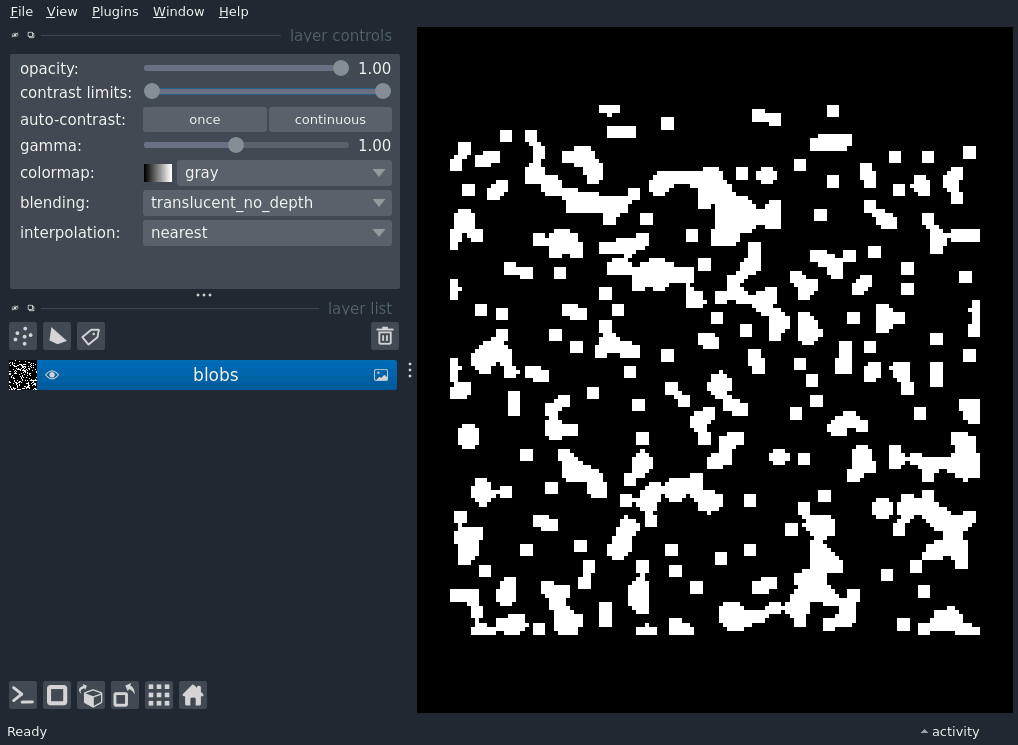 File View Plugins Window Help
layer controls
opacity: 1.00
contrast limits:
auto-contrast: once continuous
gamma: 1.00
colormap: gray
blending: translucent_no_depth
interpolation: nearest
layer list
blobs
Ready activity